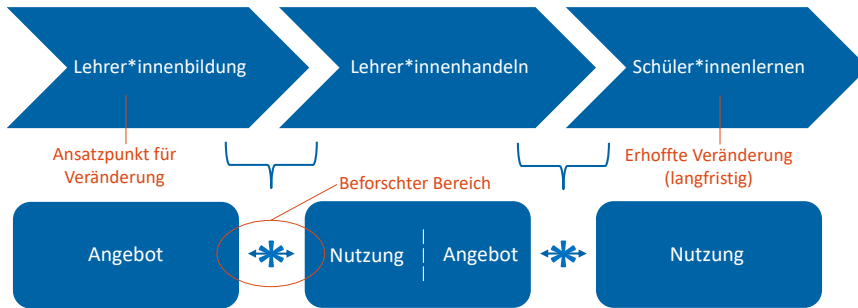 Lehrer*innenbildung
Lehrer*innenhandeln
Schüler*innenlernen
Ansatzpunkt für
Veränderung
Erhoffte Veränderung
(langfristig)
Beforschter Bereich
Angebot
Nutzung
Angebot
Nutzung